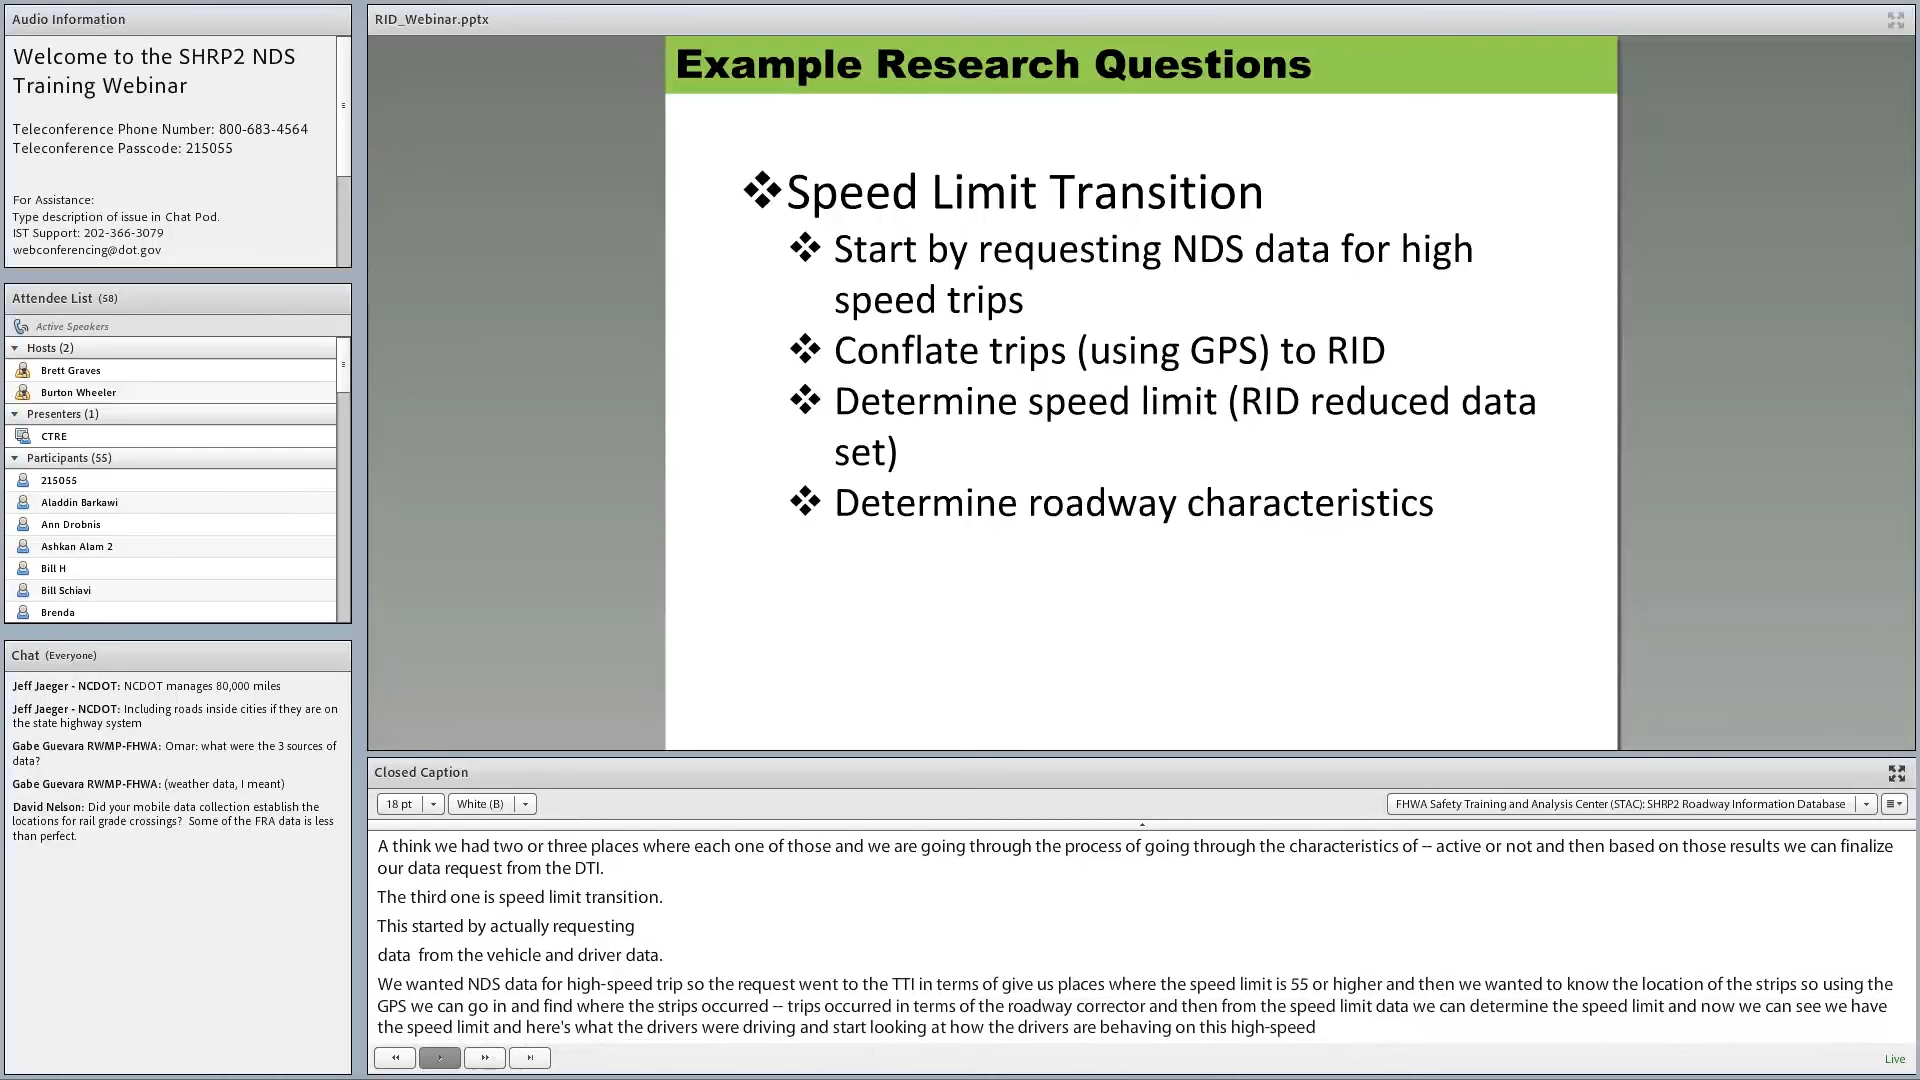 Audio Information
Welcome to the SHRP2 NDS
Training Webinar
Teleconference Phone Number: 800-683-4564
Teleconference Passcode: 215055
For Assistance:
Type description of issue in Chat Pod.
IST Support: 202-366-3079
webconferencing@dot.gov
Attendee List (58)
Active Speakers
Hosts (2)
Brett Graves
Burton Wheeler
Presenters (1)
CTRE
Participants (55)
215055
Aladdin Barkawi
Ann Drobnis
Ashkan Alam 2
Bill H
Bill Schiavi
Brenda
Chat (Everyone)
Jeff Jaeger - NCDOT: NCDOT manages 80,000 miles
Jeff Jaeger - NCDOT: Including roads inside cities if they are on
the state highway system
Gabe Guevara RWMP-FHWA: Omar: what were the 3 sources of
data?
Gabe Guevara RWMP-FHWA: (weather data, I meant)
David Nelson: Did your mobile data collection establish the
locations for rail grade crossings? Some of the FRA data is less
than perfect.
RID_Webinar.pptx
Example Research Questions
❖Speed Limit Transition
❖ Start by requesting NDS data for high
speed trips
❖ Conflate trips (using GPS) to RID
❖ Determine speed limit (RID reduced data
set)
❖ Determine roadway characteristics
Closed Caption
18 pt
White (B)
FHWA Safety Training and Analysis Center (STAC): SHRP2 Roadway Information Database
A think we had two or three places where each one of those and we are going through the process of going through the characteristics of -- active or not and then based on those results we can finalize
our data request from the DTI.
The third one is speed limit transition.
This started by actually requesting
data from the vehicle and driver data.
We wanted NDS data for high-speed trip so the request went to the TTI in terms of give us places where the speed limit is 55 or higher and then we wanted to know the location of the strips so using the
GPS we can go in and find where the strips occurred -- trips occurred in terms of the roadway corrector and then from the speed limit data we can determine the speed limit and now we can see we have
the speed limit and here's what the drivers were driving and start looking at how the drivers are behaving on this high-speed
Live